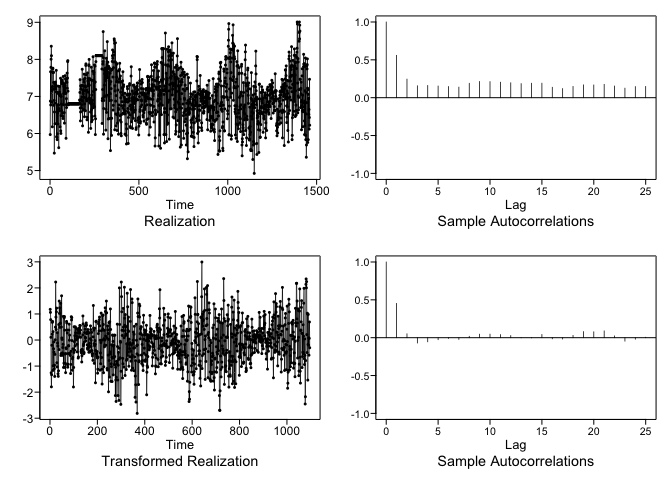 9
8
7
6
5
0 500 1000 1500
Time
Realization
1.0
0.5
0.0
-0.5
-1.0
0 5 10 15 20 25
Lag
Sample Autocorrelations
3
2
1
0
-1
-2
-3
0 200 400 600 800 1000
Time
Transformed Realization
1.0
0.5
0.0
-0.5
-1.0
0 5 10 15 20 25
Lag
Sample Autocorrelations